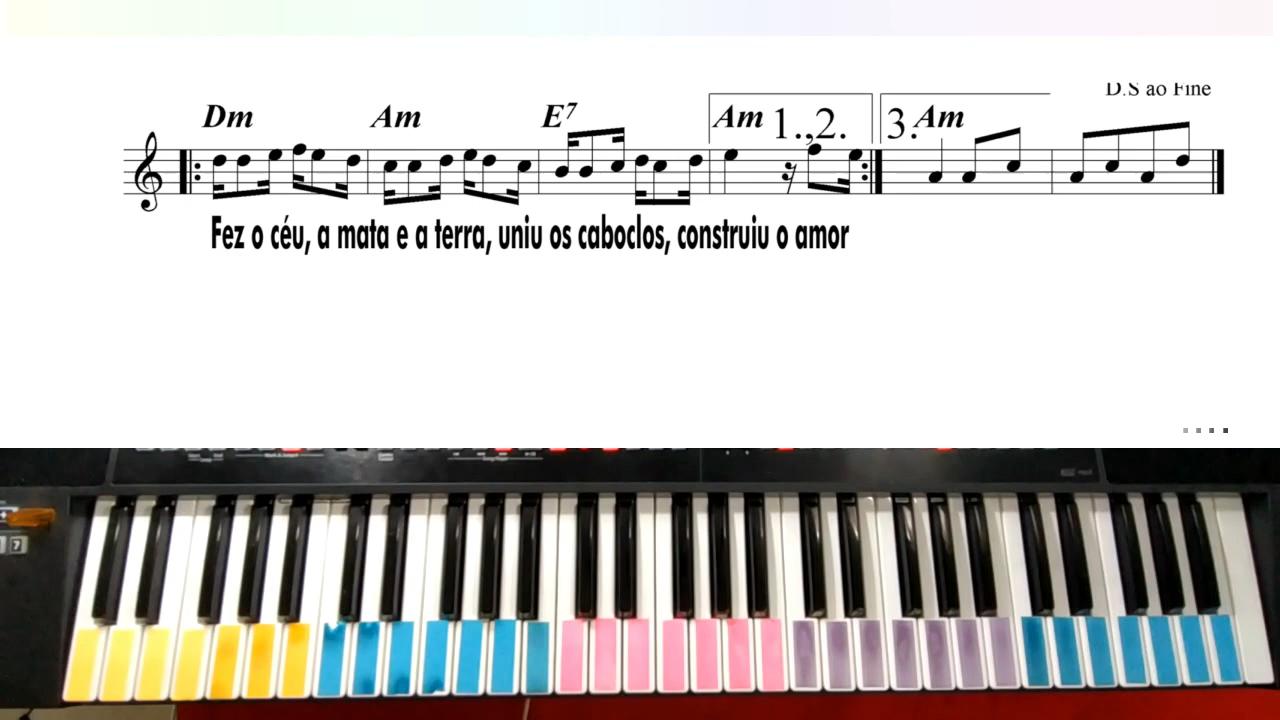 D.S ao Fine
Dm Am E7 Am 1.,2. 3. Am
Fez o céu, a mata e a terra, uniu os caboclos, construiu o amor
7